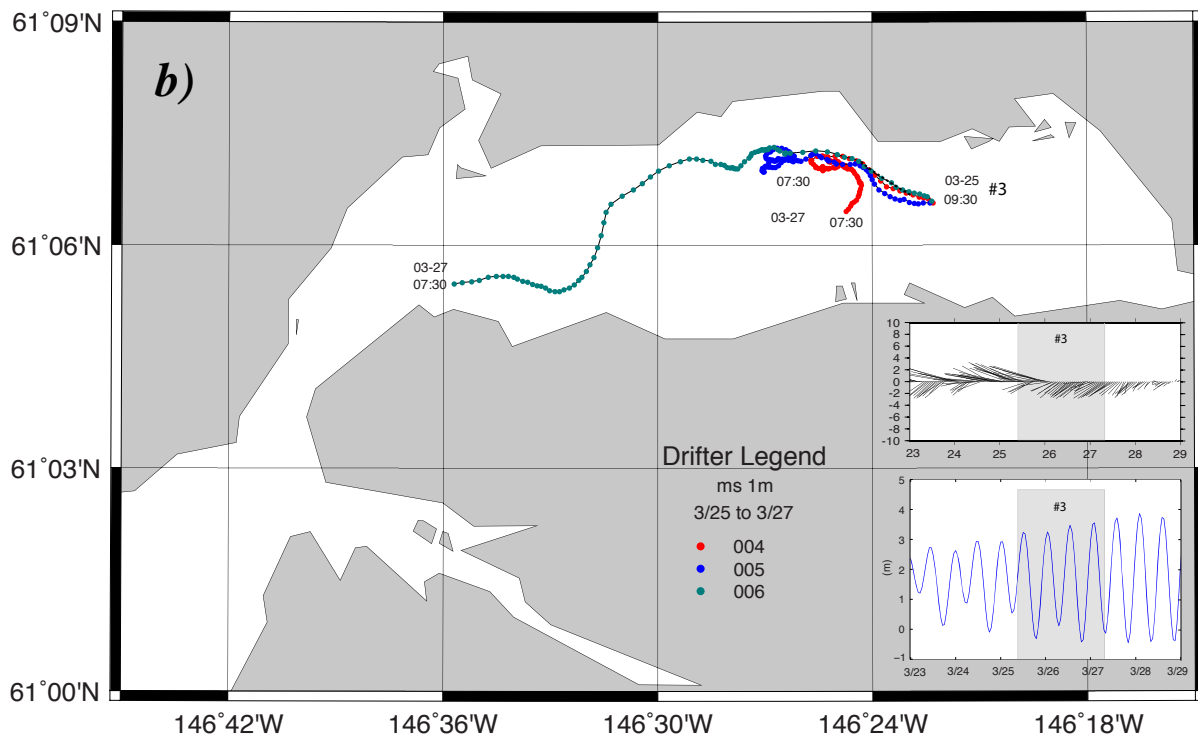 61°09'N
b)
07:30
03-25
#3
09:30
03-27
07:30
61°06'N
03-27
07:30
#3
10
8
6
4
2
0
-2
-4
-6
-8
-10
23 24 25 26 27 28 29
61°03'N
Drifter Legend
ms 1m
3/25 to 3/27
004
005
006
#3
(m)
5
4
3
2
1
0
−1
3/23 3/24 3/25 3/26 3/27 3/28 3/29
61°00'N
146°42'W 146°36'W 146°30'W 146°24'W 146°18'W